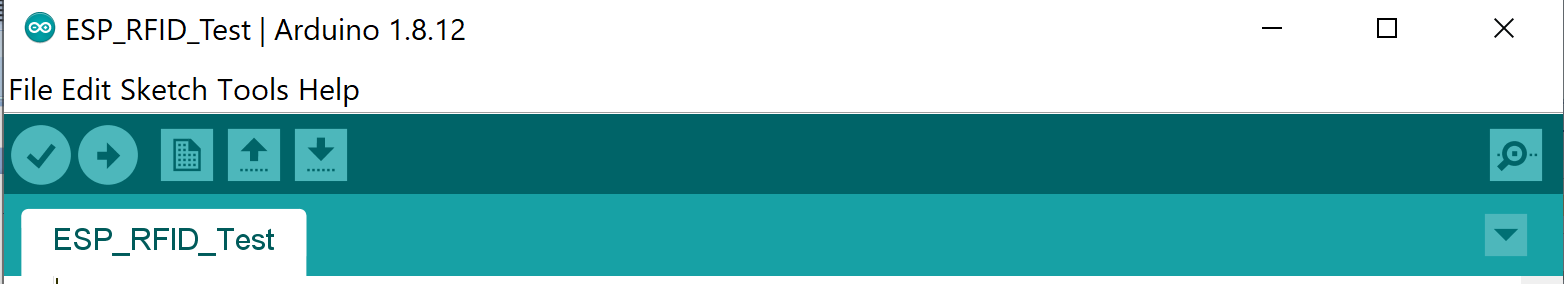 ESP_RFID_Test | Arduino 1.8.12
File Edit Sketch Tools Help
ESP_RFID_Test